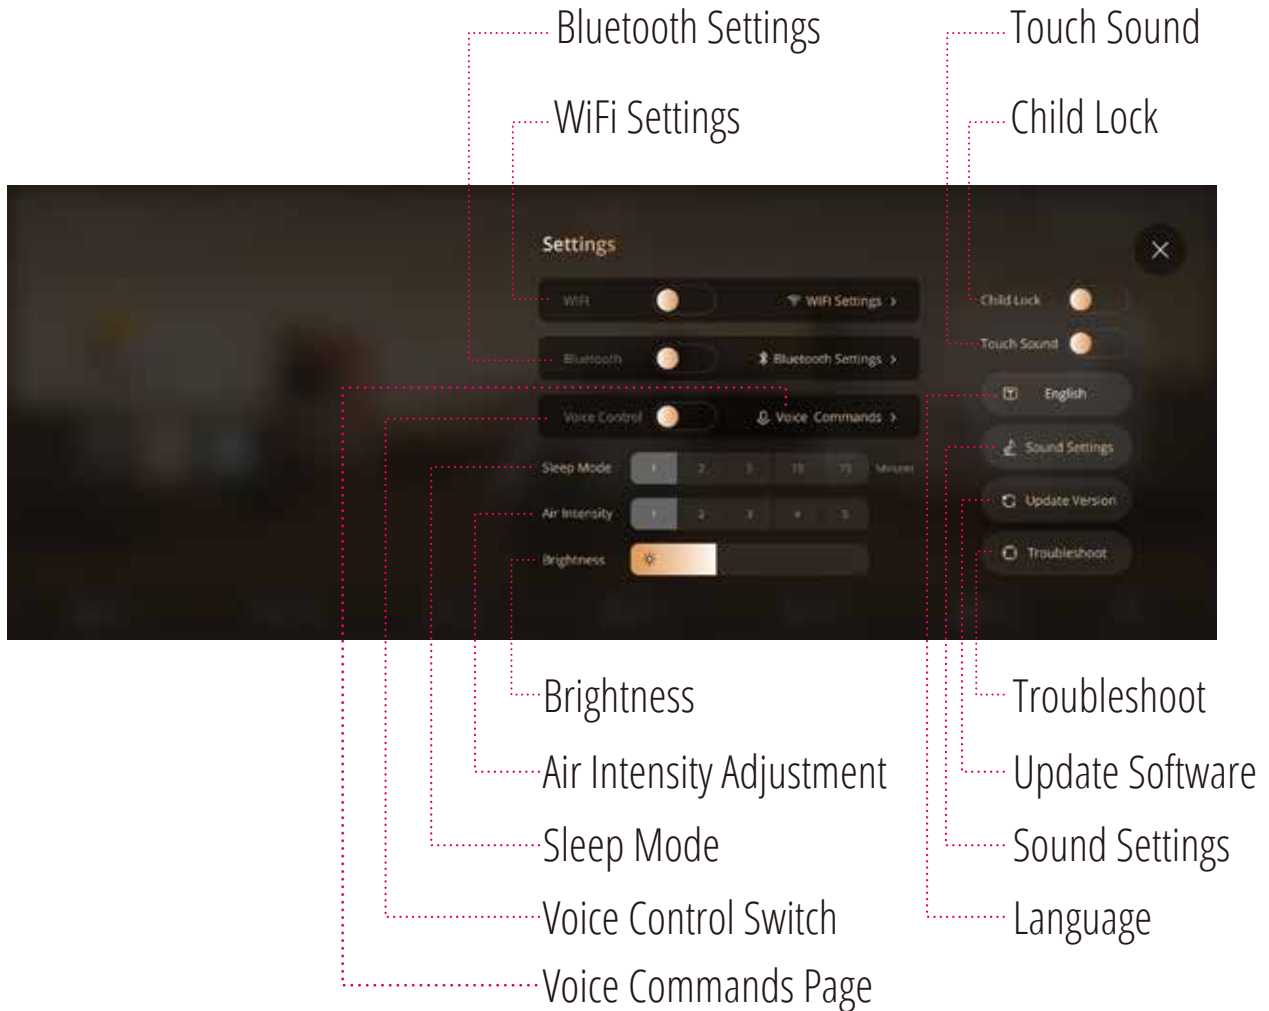 Bluetooth Settings
Touch Sound
WiFi Settings
Child Lock
Settings
WiFi
WiFi Settings
Child Lock
Bluetooth
Bluetooth Settings
Touch Sound
English
Voice Control
Voice Commands
Sleep Mode
1 2 5 10 15 Minutes
Sound Settings
Air Intensity
1 2 3 4 5
Update Version
Brightness
Troubleshoot
Brightness
Troubleshoot
Air Intensity Adjustment
Update Software
Sleep Mode
Sound Settings
Voice Control Switch
Language
Voice Commands Page